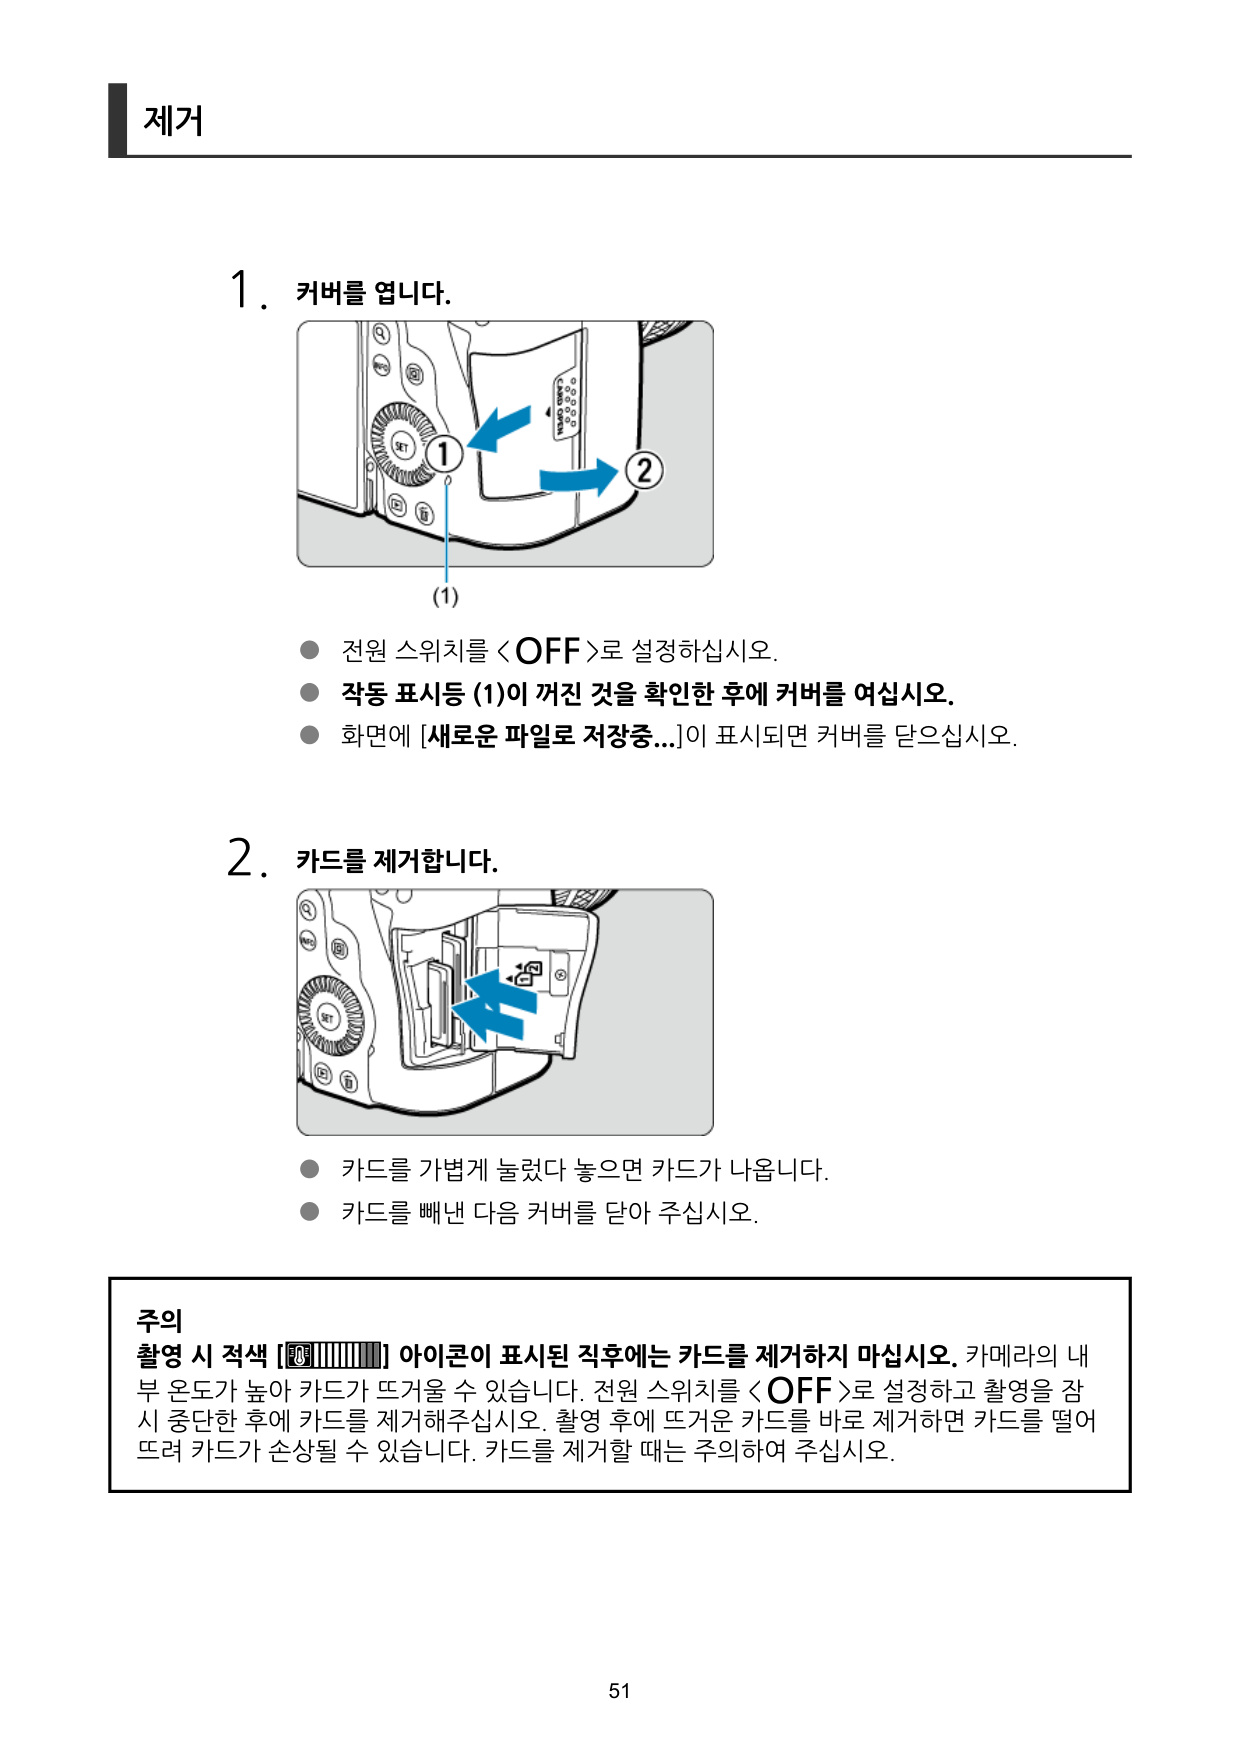 제거
1. 커버를 엽니다.
INFO
SET
CARD OPEN
1
2
(1)
● 전원 스위치를 <OFF>로 설정하십시오.
● 작동 표시등 (1)이 꺼진 것을 확인한 후에 커버를 여십시오.
● 화면에 [새로운 파일로 저장중...]이 표시되면 커버를 닫으십시오.
2. 카드를 제거합니다.
INFO
SET
1
2
● 카드를 가볍게 눌렀다 놓으면 카드가 나옵니다.
● 카드를 빼낸 다음 커버를 닫아 주십시오.
주의
촬영 시 적색 [] 아이콘이 표시된 직후에는 카드를 제거하지 마십시오. 카메라의 내
부 온도가 높아 카드가 뜨거울 수 있습니다. 전원 스위치를 <OFF>로 설정하고 촬영을 잠
시 중단한 후에 카드를 제거해주십시오. 촬영 후에 뜨거운 카드를 바로 제거하면 카드를 떨어
뜨려 카드가 손상될 수 있습니다. 카드를 제거할 때는 주의하여 주십시오.
51